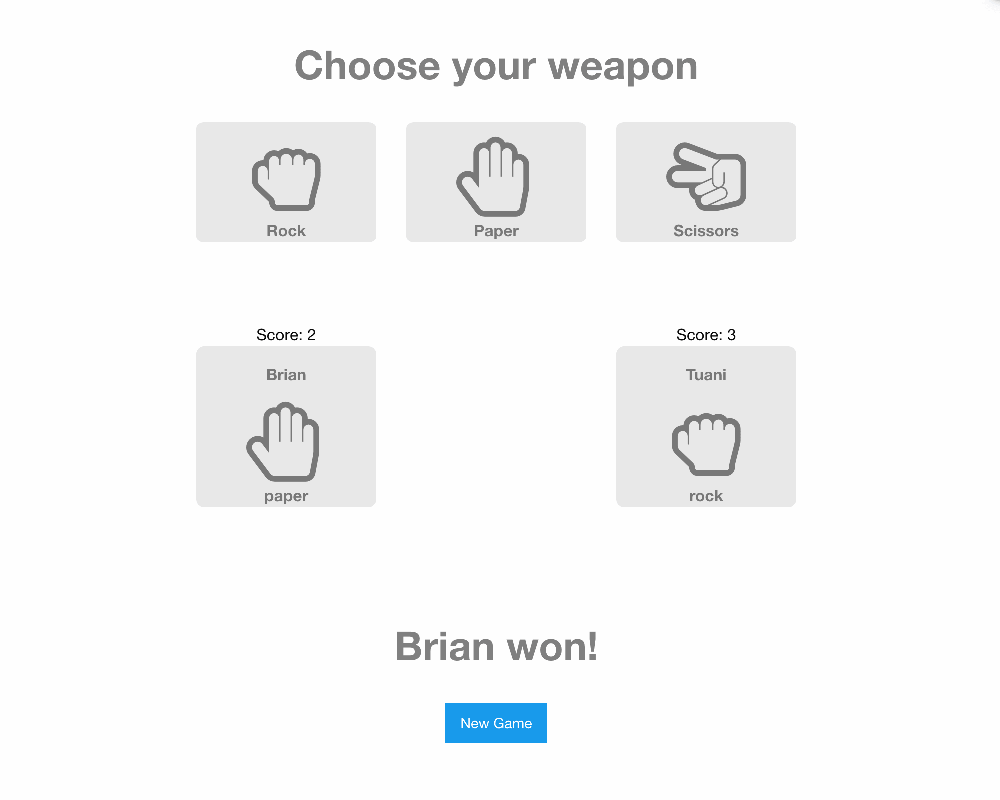 Choose your weapon
Rock
Paper
Scissors
Score: 2
Score: 3
Brian
Tuani
paper
rock
Brian won!
New Game